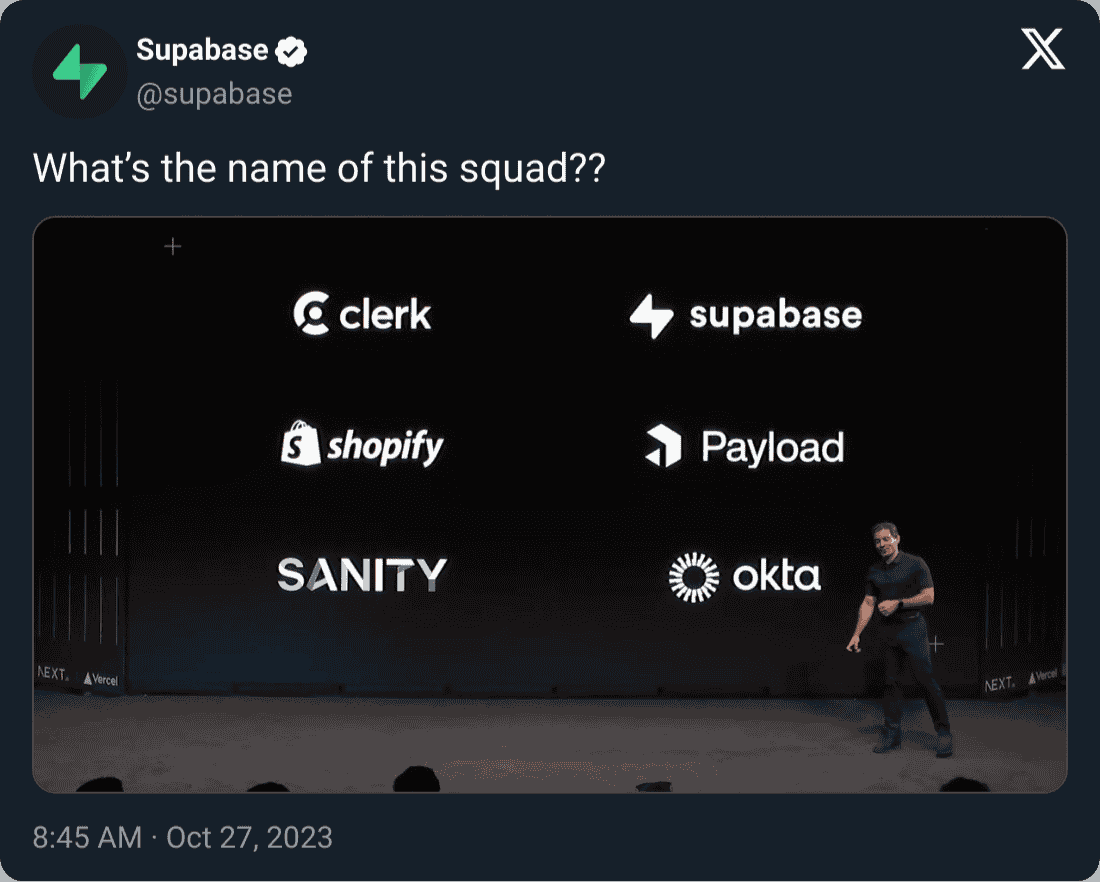 Supabase
@supabase
What's the name of this squad??
clerk
supabase
shopify
Payload
SANITY
okta
NEXT.
Vercel
NEXT.
Vercel
8:45 AM · Oct 27, 2023